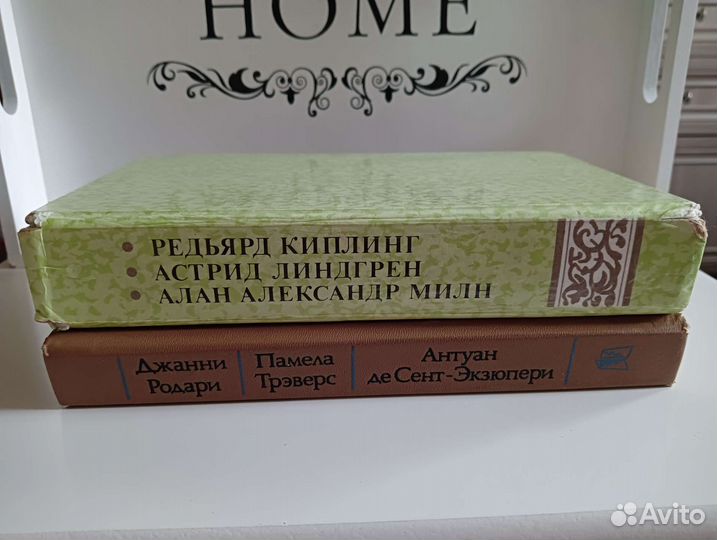 HOME
• РЕДЬЯРД КИПЛИНГ
• АСТРИД ЛИНДГРЕН
• АЛАН АЛЕКСАНДР МИЛН
Джанни
Родари
Памела
Трэверс
Антуан
де Сент-Экзюпери
Avito